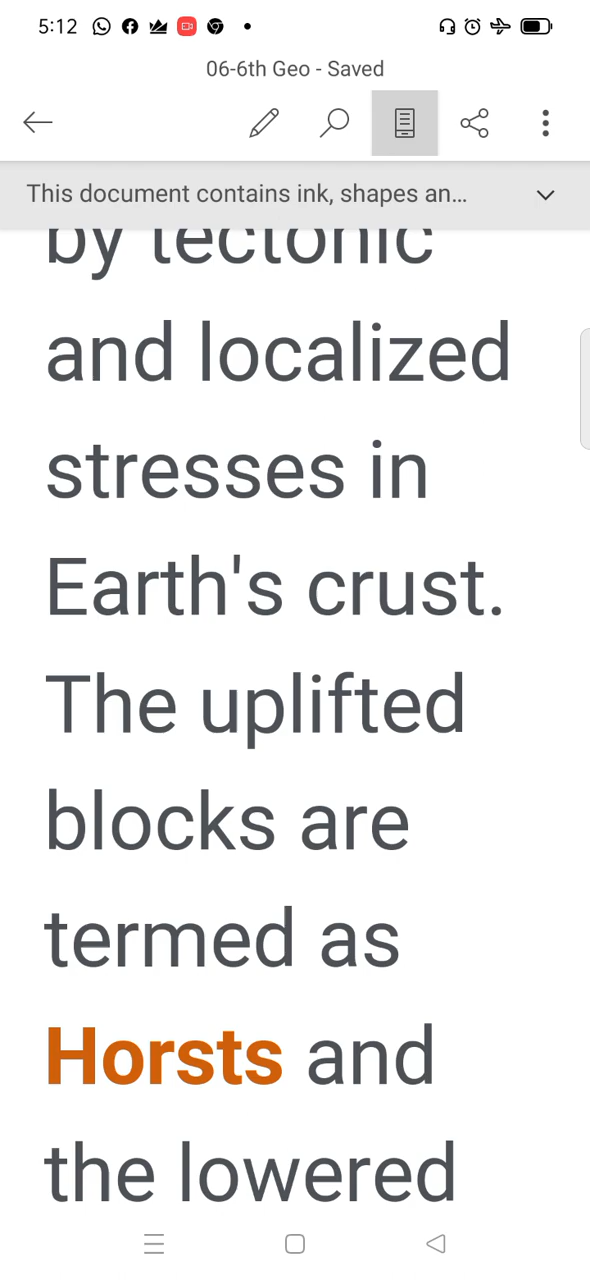 5:12
06-6th Geo - Saved
This document contains ink, shapes an...
by tectonic
and localized
stresses in
Earth's crust.
The uplifted
blocks are
termed as
Horsts and
the lowered